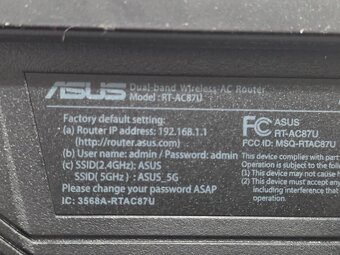 ASUS Dual-band Wireless AC Router
Model : RT-AC87U
Factory default setting:
(a) Router IP address: 192.168.1.1
(http://router.asus.com)
(b) User name: admin / Password: admin
(c) SSID(2.4GHz): ASUS
SSID(5GHz) : ASUS_5G
Please change your password ASAP
IC: 3568A-RTAC87U
FC ASUS
RT-AC87U
FCC ID: MSQ-RTAC87U
This device complies with part
Operation is subject to the
(1) This device may not cause h
(2) This device must accept any
including interference